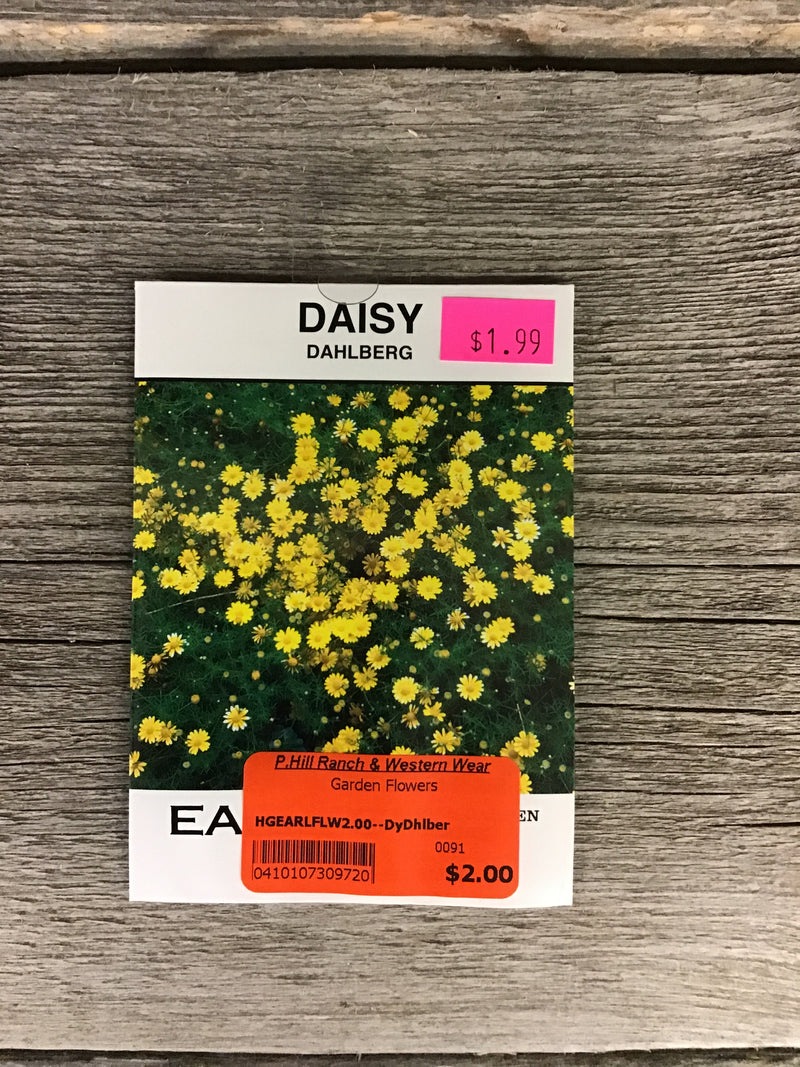 DAISY
DAHLBERG
$1.99
P.Hill Ranch & Western Wear
Garden Flowers
EA
EN
HGEARLFLW2.00--DyDhlber
0091
0410107309720
$2.00